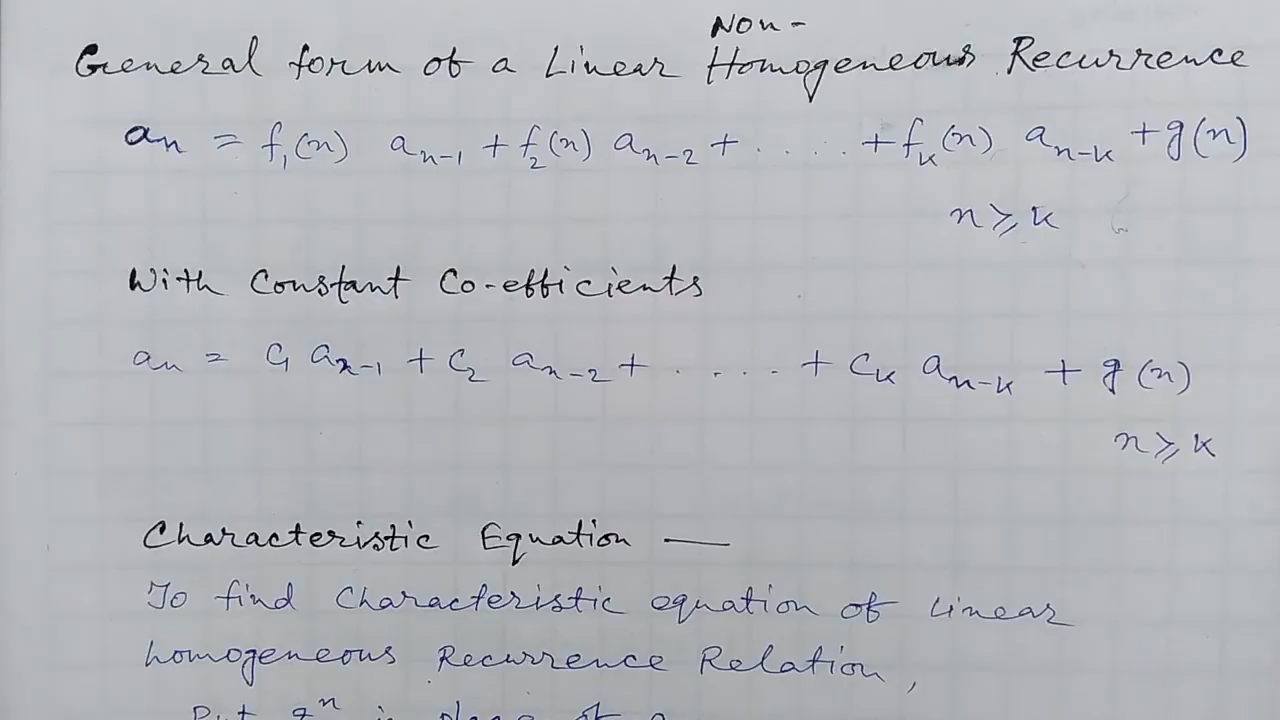 Non-
General form of a Linear Homogeneous Recurrence
aₙ = f₁(n) aₙ₋₁ + f₂(n) aₙ₋₂ + ..... + fₖ(n) aₙ₋ₖ + g(n)
n ⩾ k
With Constant Co-efficients
aₙ = C₁ aₙ₋₁ + C₂ aₙ₋₂ + ..... + Cₖ aₙ₋ₖ + g(n)
n ⩾ k
Characteristic Equation —
To find Characteristic equation of Linear
homogeneous Recurrence Relation,
Put